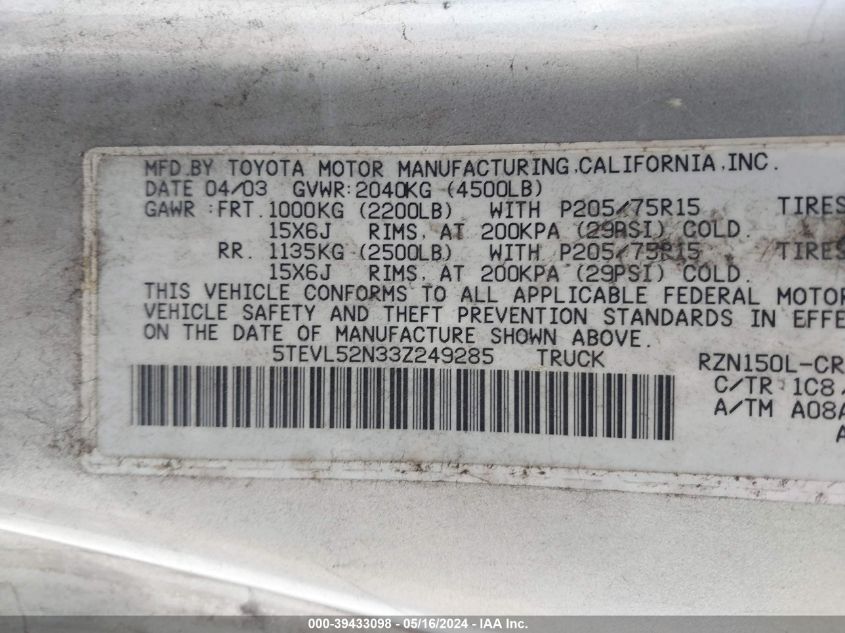 MFD.BY TOYOTA MOTOR MANUFACTURING,CALIFORNIA,INC.
DATE 04/03 GVWR:2040KG (4500LB)
GAWR :FRT.1000KG (2200LB) WITH P205/75R15 TIRES
15X6J RIMS, AT 200KPA (29PSI) COLD.
RR. 1135KG (2500LB) WITH P205/75R15 TIRES
15X6J RIMS, AT 200KPA (29PSI) COLD.
THIS VEHICLE CONFORMS TO ALL APPLICABLE FEDERAL MOTOR
VEHICLE SAFETY AND THEFT PREVENTION STANDARDS IN EFFE
ON THE DATE OF MANUFACTURE SHOWN ABOVE.
5TEVL52N33Z249285 TRUCK RZN150L-CR
C/TR 1C8
A/TM A08A
000-39433098 - 05/16/2024 - IAA Inc.